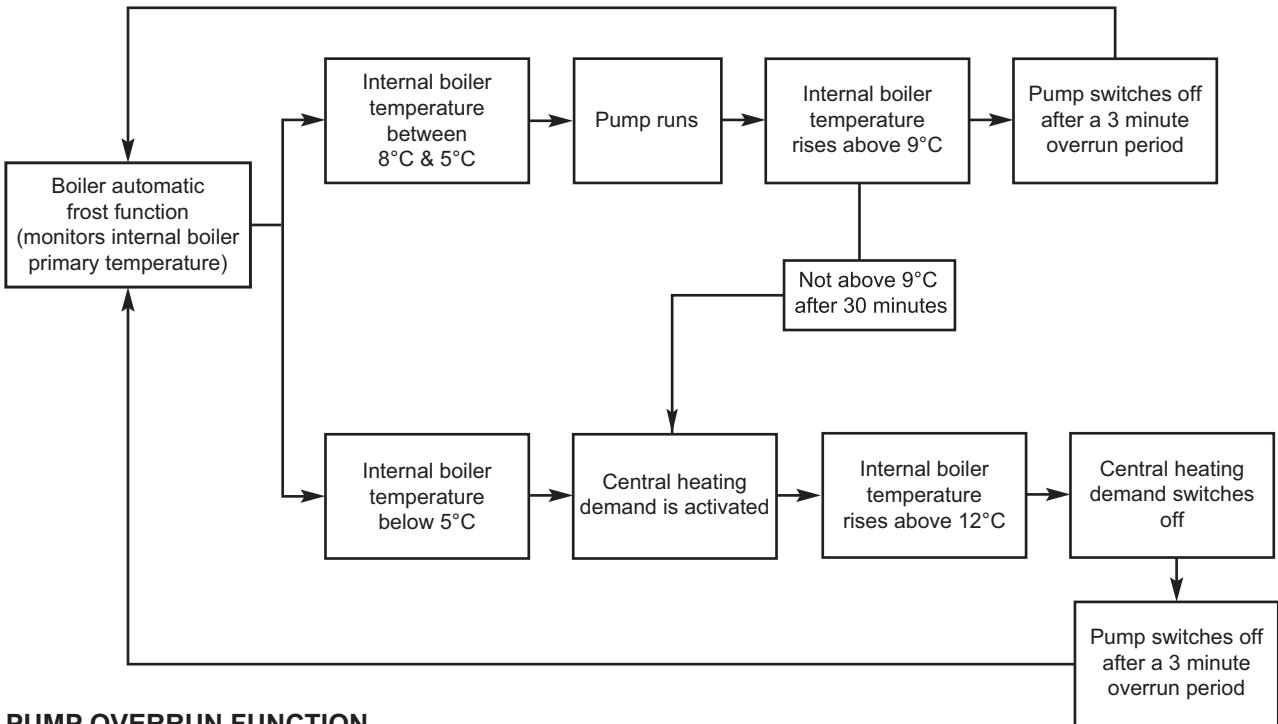 Internal boiler
temperature
between
8°C & 5°C
Pump runs
Internal boiler
temperature
rises above 9°C
Pump switches off
after a 3 minute
overrun period
Boiler automatic
frost function
(monitors internal boiler
primary temperature)
Not above 9°C
after 30 minutes
Internal boiler
temperature
below 5°C
Central heating
demand is activated
Internal boiler
temperature
rises above 12°C
Central heating
demand switches
off
Pump switches off
after a 3 minute
overrun period
PUMP OVERRUN FUNCTION